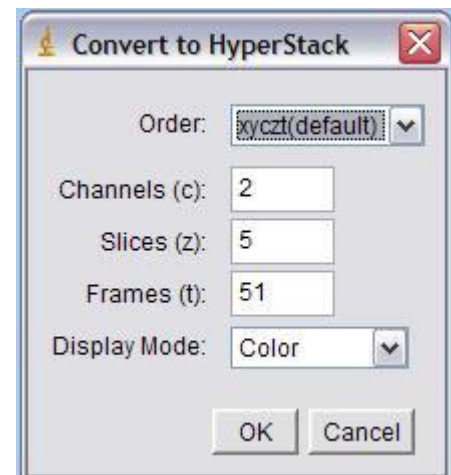 Convert to HyperStack
Order: xyczt(default)
Channels (c): 2
Slices (z): 5
Frames (t): 51
Display Mode: Color
OK Cancel